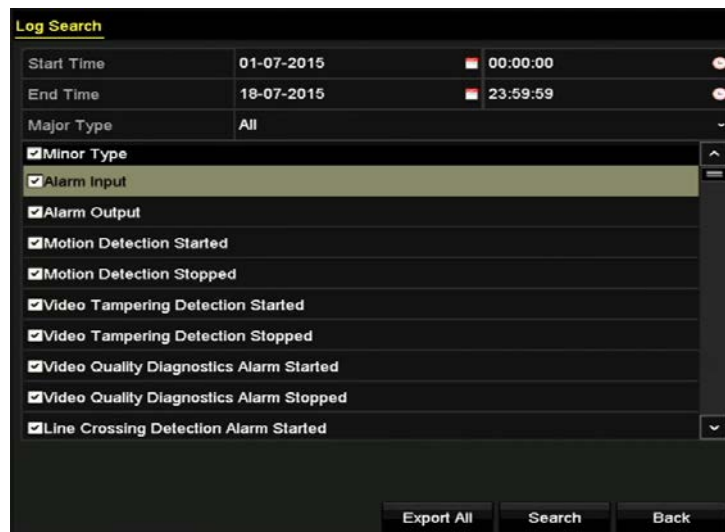 Log Search
Start Time 01-07-2015 00:00:00
End Time 18-07-2015 23:59:59
Major Type All
Minor Type
Alarm Input
Alarm Output
Motion Detection Started
Motion Detection Stopped
Video Tampering Detection Started
Video Tampering Detection Stopped
Video Quality Diagnostics Alarm Started
Video Quality Diagnostics Alarm Stopped
Line Crossing Detection Alarm Started
Export All Search Back